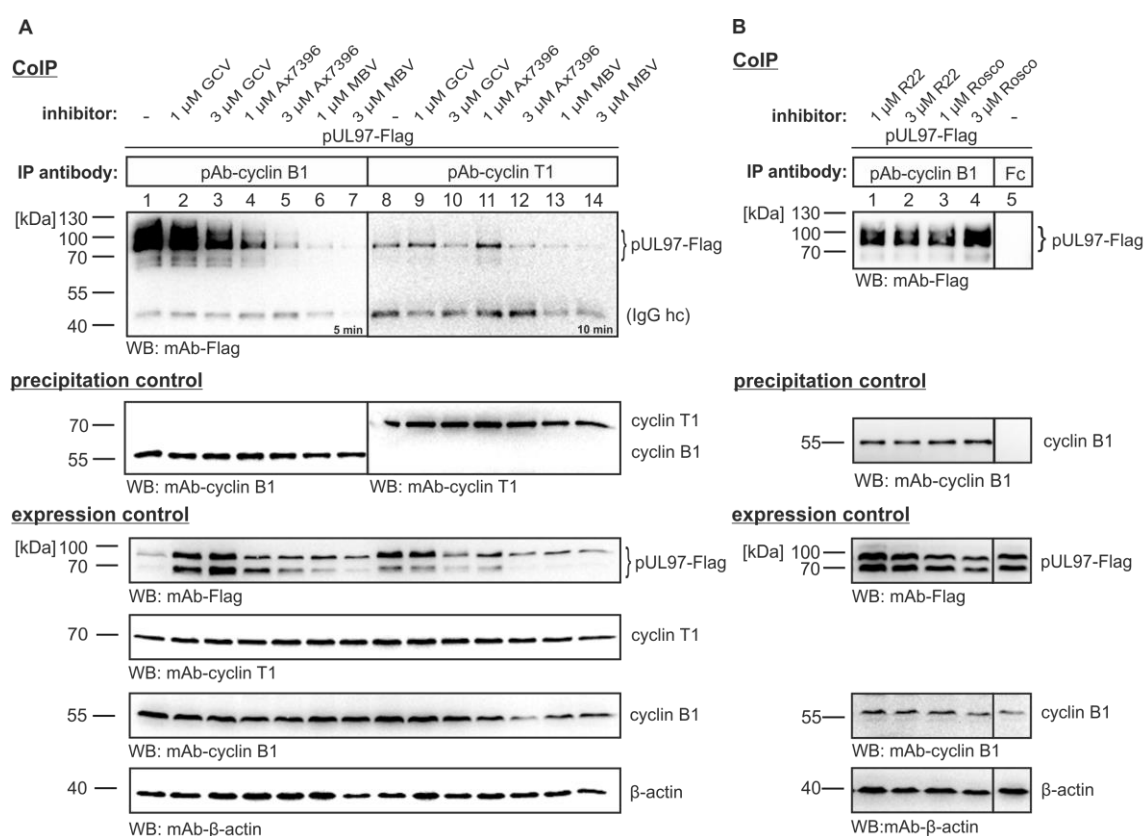 A
CoIP
inhibitor:
- 1 µM GCV 3 µM GCV 1 µM Ax7396 3 µM Ax7396 1 µM MBV 3 µM MBV - 1 µM GCV 3 µM GCV 1 µM Ax7396 3 µM Ax7396 1 µM MBV 3 µM MBV
pUL97-Flag
IP antibody: pAb-cyclin B1 pAb-cyclin T1
1 2 3 4 5 6 7 8 9 10 11 12 13 14
[kDa] 130
100
70
55
40
pUL97-Flag
(IgG hc)
5 min 10 min
WB: mAb-Flag
precipitation control
70 cyclin T1
55 cyclin B1
WB: mAb-cyclin B1 WB: mAb-cyclin T1
expression control
[kDa] 100
70
pUL97-Flag
WB: mAb-Flag
70 cyclin T1
WB: mAb-cyclin T1
55 cyclin B1
WB: mAb-cyclin B1
40 β-actin
WB: mAb-β-actin
B
CoIP
inhibitor:
1 µM R22 3 µM R22 1 µM Rosco 3 µM Rosco -
pUL97-Flag
IP antibody: pAb-cyclin B1 Fc
1 2 3 4 5
[kDa] 130
100
70
pUL97-Flag
WB: mAb-Flag
precipitation control
55 cyclin B1
WB: mAb-cyclin B1
expression control
[kDa] 100
70
pUL97-Flag
WB: mAb-Flag
55 cyclin B1
WB: mAb-cyclin B1
40 β-actin
WB:mAb-β-actin